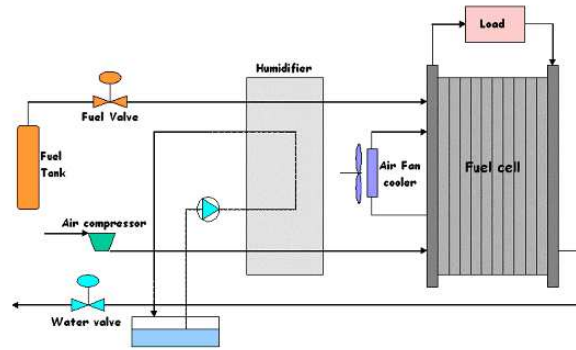 Load
Humidifier
Fuel Valve
Fuel
Tank
Air Fan
cooler
Fuel cell
Air compressor
Water valve